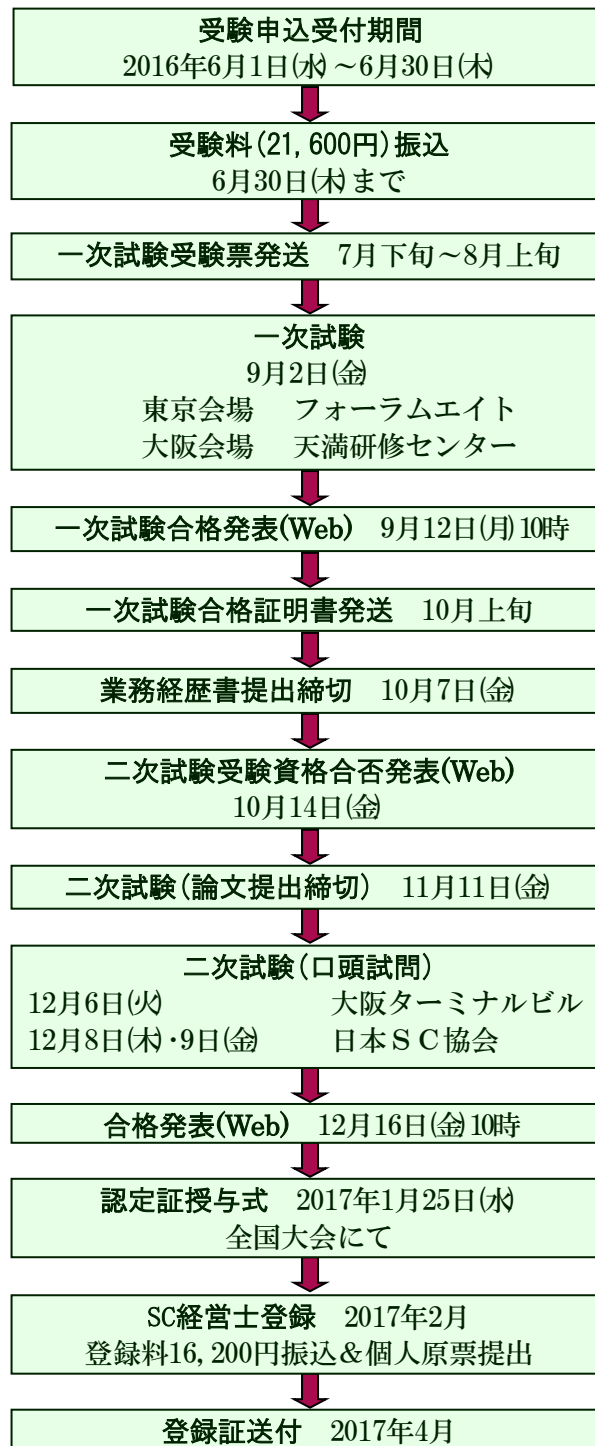 受験申込受付期間
2016年6月1日(水)～6月30日(木)
受験料(21,600円)振込
6月30日(木)まで
一次試験受験票発送　7月下旬～8月上旬
一次試験
9月2日(金)
東京会場　フォーラムエイト
大阪会場　天満研修センター
一次試験合格発表(Web)　9月12日(月)10時
一次試験合格証明書発送　10月上旬
業務経歴書提出締切　10月7日(金)
二次試験受験資格合否発表(Web)
10月14日(金)
二次試験(論文提出締切)　11月11日(金)
二次試験(口頭試問)
12月6日(火)　大阪ターミナルビル
12月8日(木)・9日(金)　日本ＳＣ協会
合格発表(Web)　12月16日(金)10時
認定証授与式　2017年1月25日(水)
全国大会にて
SC経営士登録　2017年2月
登録料16,200円振込＆個人原票提出
登録証送付　2017年4月